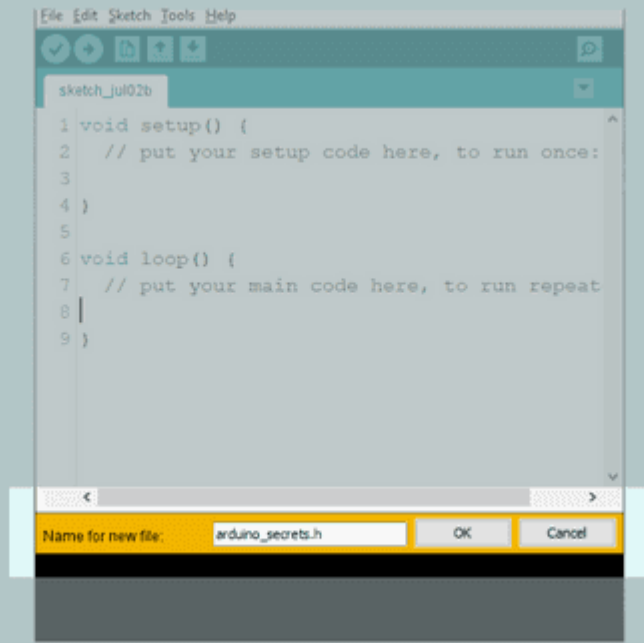 File Edit Sketch Tools Help
sketch_jul02b
1 void setup() {
2 // put your setup code here, to run once:
3
4 }
5
6 void loop() {
7 // put your main code here, to run repeat
8
9 }
Name for new file: arduino_secrets.h OK Cancel